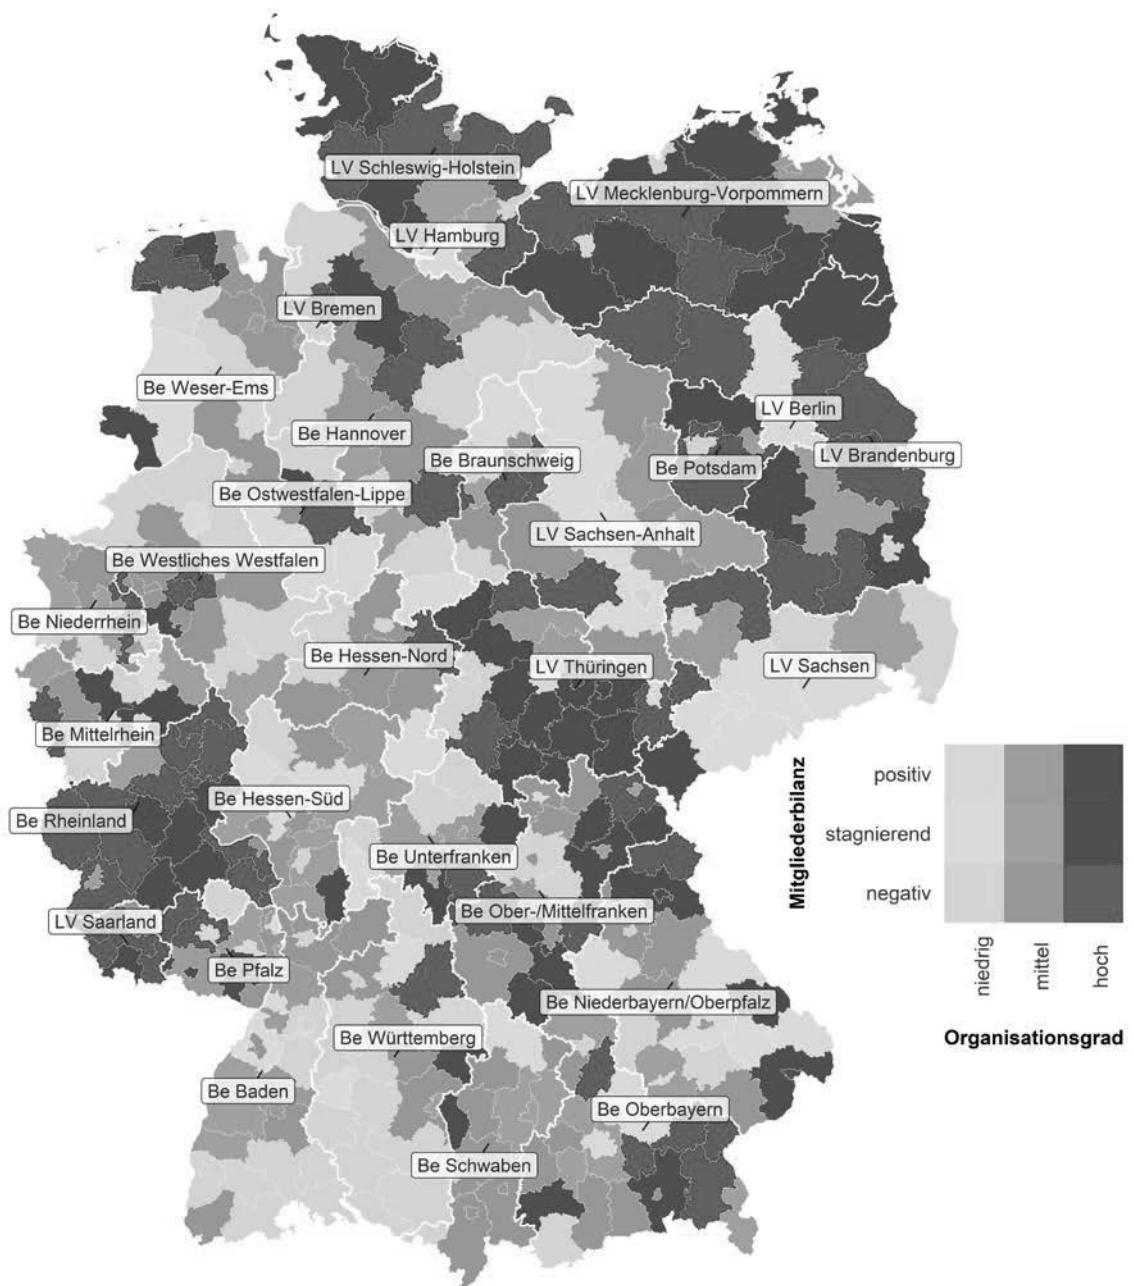 LV Schleswig-Holstein
LV Mecklenburg-Vorpommern
LV Hamburg
LV Bremen
Be Weser-Ems
LV Berlin
Be Hannover
LV Brandenburg
Be Braunschweig
Be Potsdam
Be Ostwestfalen-Lippe
LV Sachsen-Anhalt
Be Westliches Westfalen
Be Niederrhein
Be Hessen-Nord
LV Thüringen
LV Sachsen
Be Mittelrhein
Be Hessen-Süd
Be Rheinland
Be Unterfranken
Be Ober-/Mittelfranken
LV Saarland
Be Pfalz
Be Niederbayern/Oberpfalz
Be Württemberg
Be Baden
Be Oberbayern
Be Schwaben
Mitgliederbilanz
positiv
stagnierend
negativ
niedrig
mittel
hoch
Organisationsgrad